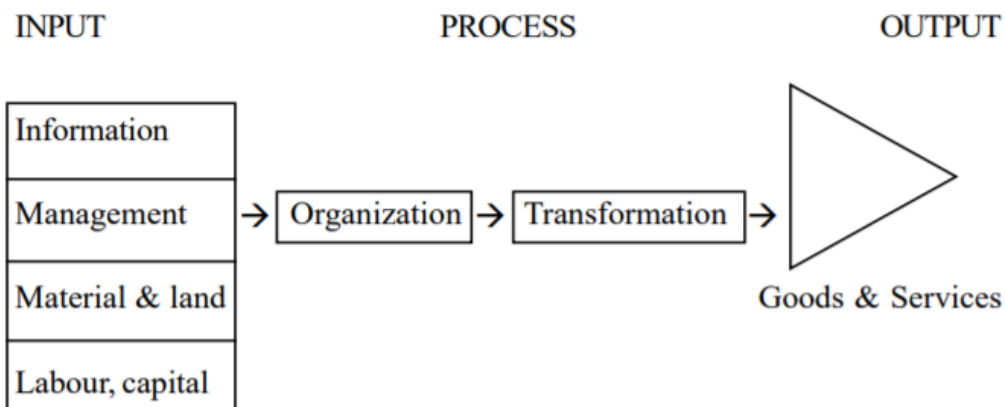 INPUT PROCESS OUTPUT
Information
Management → Organization → Transformation →
Material & land
Goods & Services
Labour, capital